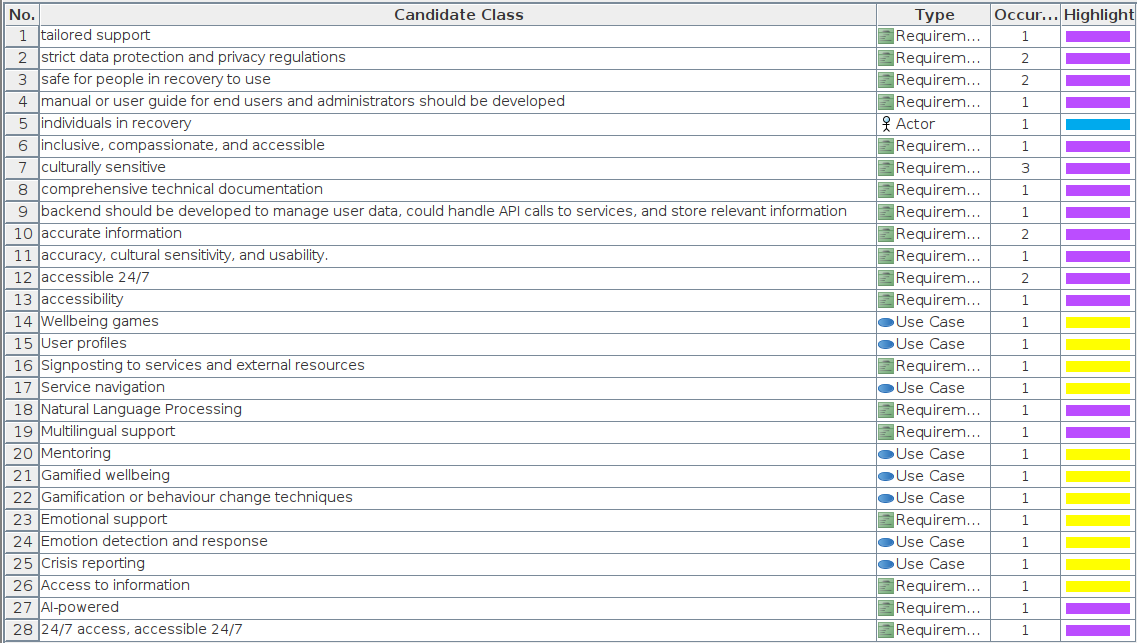 No. Candidate Class Type Occur... Highlight
1 tailored support Requirem... 1
2 strict data protection and privacy regulations Requirem... 2
3 safe for people in recovery to use Requirem... 2
4 manual or user guide for end users and administrators should be developed Requirem... 1
5 individuals in recovery Actor 1
6 inclusive, compassionate, and accessible Requirem... 1
7 culturally sensitive Requirem... 3
8 comprehensive technical documentation Requirem... 1
9 backend should be developed to manage user data, could handle API calls to services, and store relevant information Requirem... 1
10 accurate information Requirem... 2
11 accuracy, cultural sensitivity, and usability. Requirem... 1
12 accessible 24/7 Requirem... 2
13 accessibility Requirem... 1
14 Wellbeing games Use Case 1
15 User profiles Use Case 1
16 Signposting to services and external resources Requirem... 1
17 Service navigation Use Case 1
18 Natural Language Processing Requirem... 1
19 Multilingual support Requirem... 1
20 Mentoring Use Case 1
21 Gamified wellbeing Use Case 1
22 Gamification or behaviour change techniques Use Case 1
23 Emotional support Requirem... 1
24 Emotion detection and response Use Case 1
25 Crisis reporting Use Case 1
26 Access to information Requirem... 1
27 AI-powered Requirem... 1
28 24/7 access, accessible 24/7 Requirem... 1